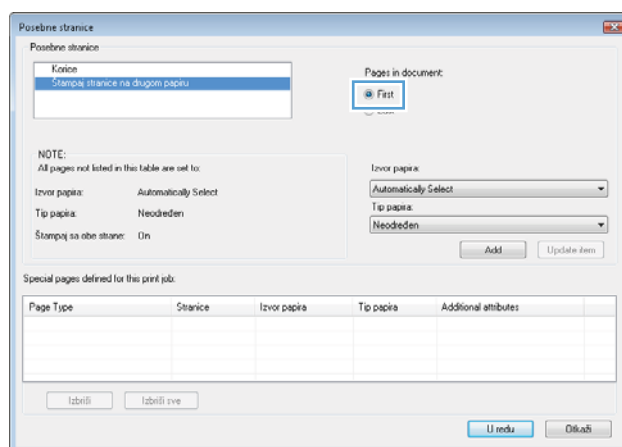 Posebne stranice
Posebne stranice
Korice
Štampaj stranice na drugom papiru
Pages in document:
First
NOTE:
All pages not listed in this table are set to:
Izvor papira: Automatically Select
Tip papira: Neodređen
Štampaj sa obe strane: On
Izvor papira:
Automatically Select
Tip papira:
Neodređen
Add Update item
Special pages defined for this print job:
Page Type Stranice Izvor papira Tip papira Additional attributes
Izbriši Izbriši sve
U redu Otkaži